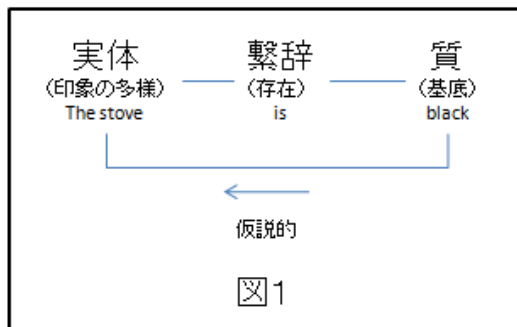 実体 繋辞 質
(印象の多様) (存在) (基底)
The stove is black
仮説的
図1